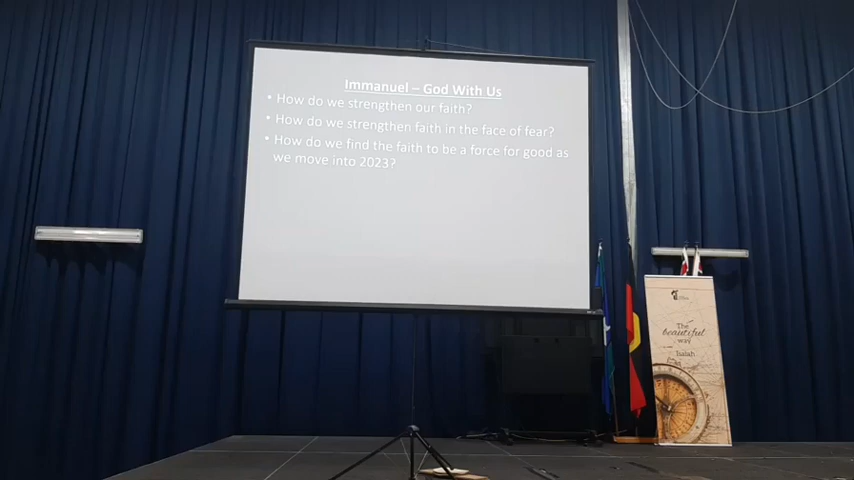 Immanuel – God With Us
• How do we strengthen our faith?
• How do we strengthen faith in the face of fear?
• How do we find the faith to be a force for good as
we move into 2023?
The
beautiful
way
Isaiah